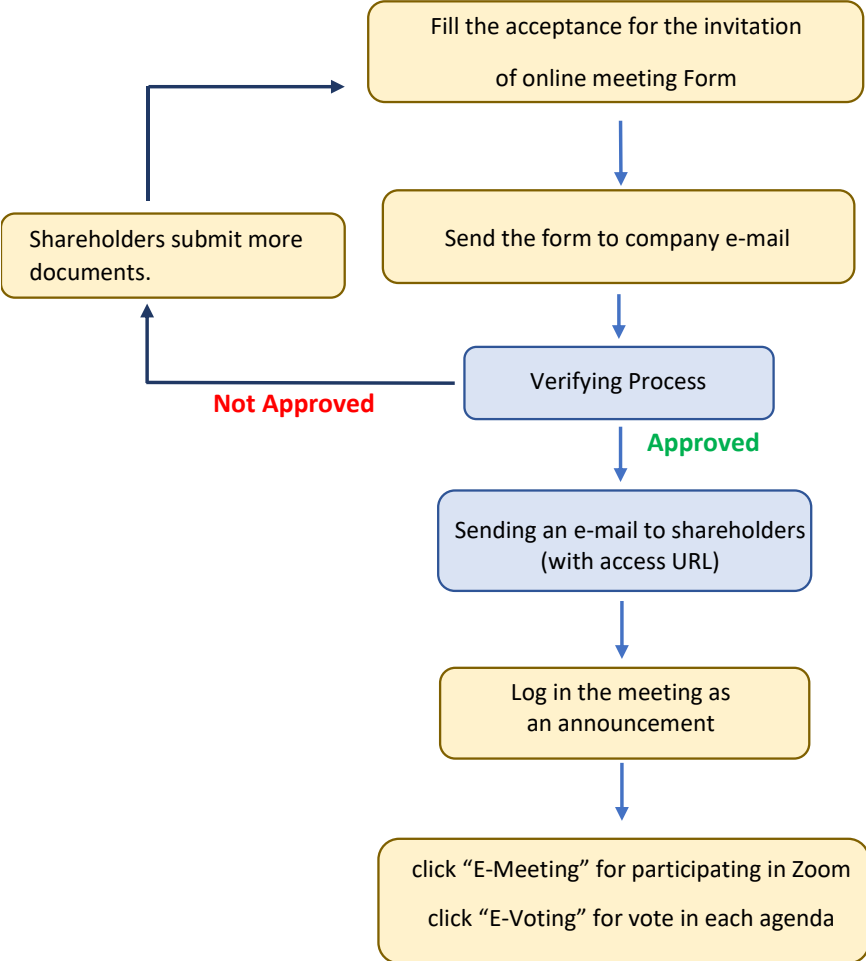 Fill the acceptance for the invitation
of online meeting Form
Shareholders submit more
documents.
Send the form to company e-mail
Verifying Process
Not Approved
Approved
Sending an e-mail to shareholders
(with access URL)
Log in the meeting as
an announcement
click “E-Meeting” for participating in Zoom
click “E-Voting” for vote in each agenda